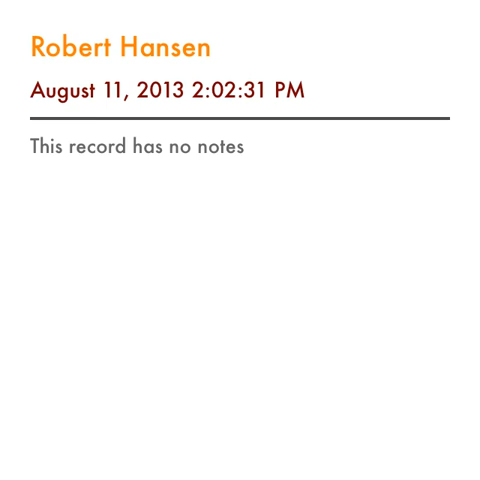 Robert Hansen
August 11, 2013 2:02:31 PM
This record has no notes